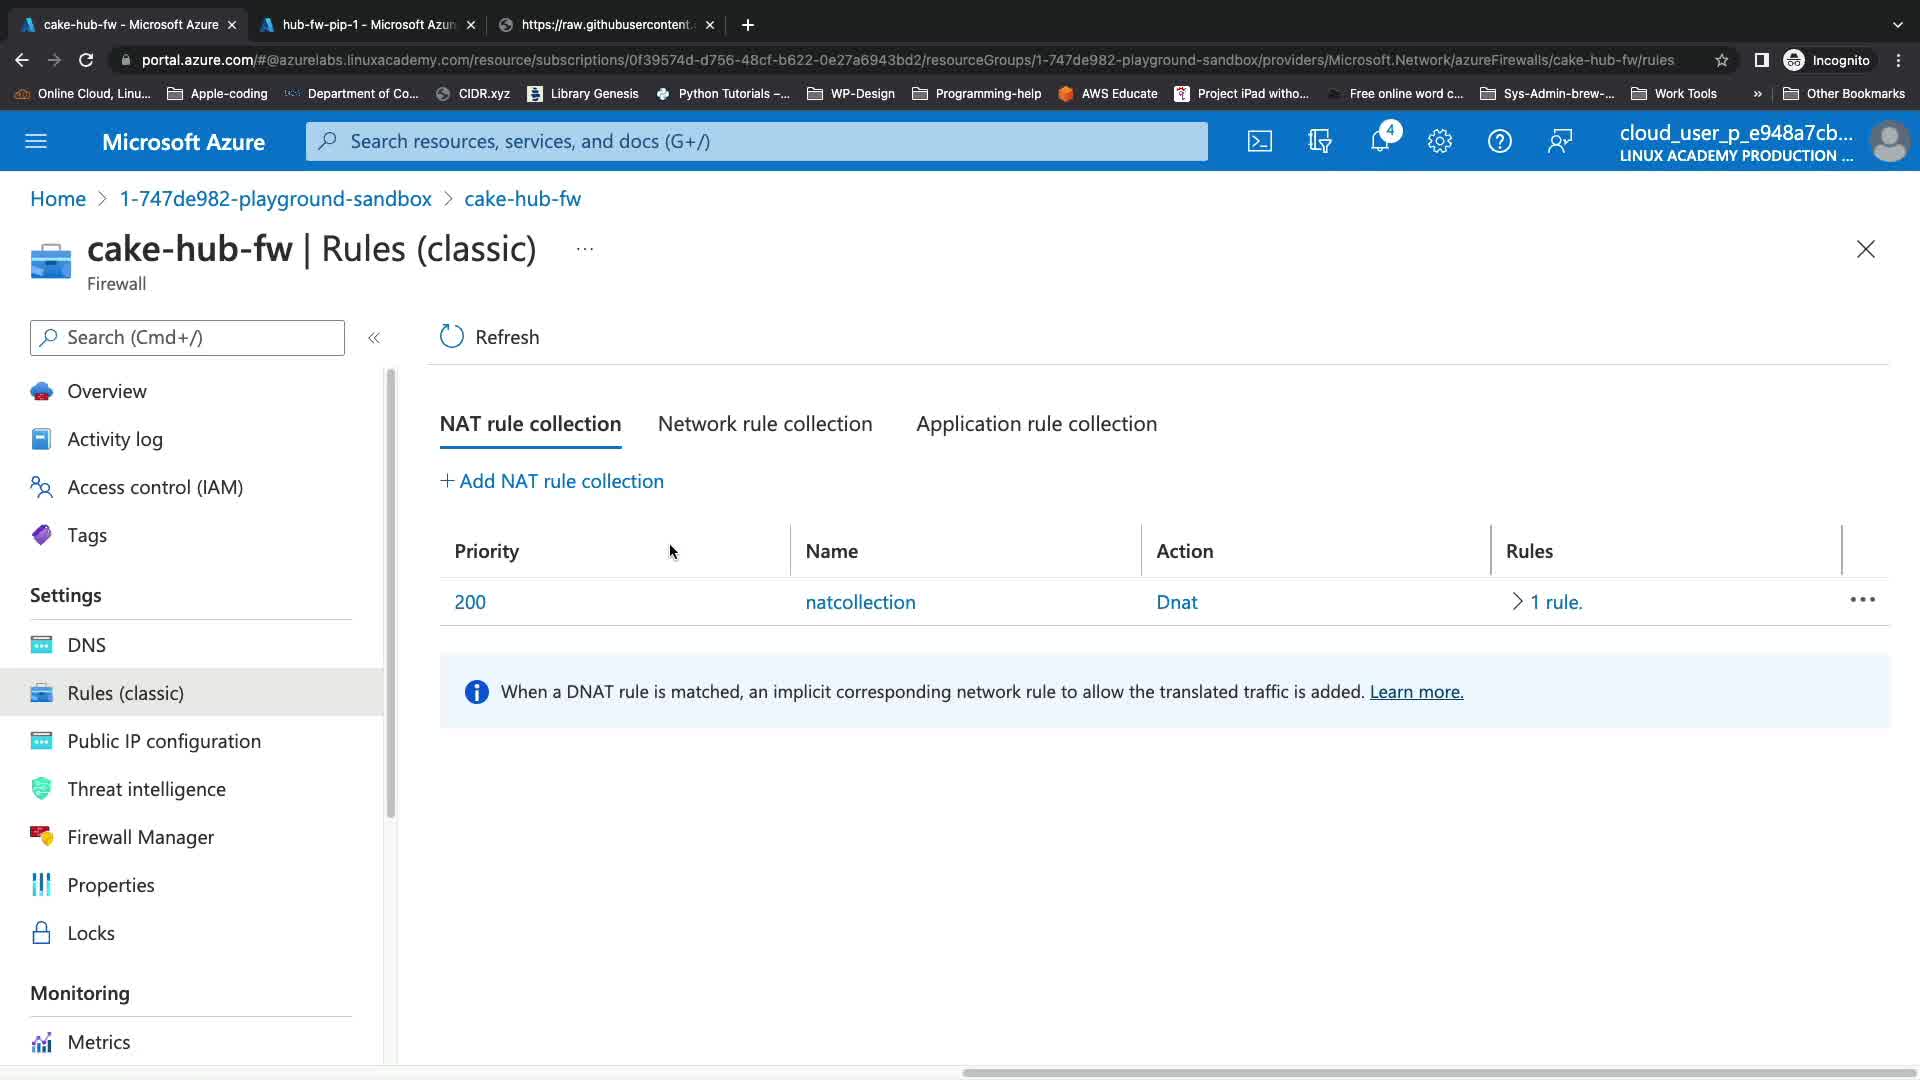 cake-hub-fw - Microsoft Azure
hub-fw-pip-1 - Microsoft Azur
https://raw.githubusercontent.
portal.azure.com/#@azurelabs.linuxacademy.com/resource/subscriptions/0f39574d-d756-48cf-b622-0e27a6943bd2/resourceGroups/1-747de982-playground-sandbox/providers/Microsoft.Network/azureFirewalls/cake-hub-fw/rules
Incognito
Online Cloud, Linu...
Apple-coding
Department of Co...
CIDR.xyz
Library Genesis
Python Tutorials –...
WP-Design
Programming-help
AWS Educate
Project iPad witho...
Free online word c...
Sys-Admin-brew-...
Work Tools
»
Other Bookmarks
Microsoft Azure
Search resources, services, and docs (G+/)
4
cloud_user_p_e948a7cb...
LINUX ACADEMY PRODUCTION ...
Home > 1-747de982-playground-sandbox > cake-hub-fw
cake-hub-fw | Rules (classic) ...
Firewall
Search (Cmd+/)
«
Refresh
Overview
Activity log
Access control (IAM)
Tags
Settings
DNS
Rules (classic)
Public IP configuration
Threat intelligence
Firewall Manager
Properties
Locks
Monitoring
Metrics
NAT rule collection
Network rule collection
Application rule collection
+ Add NAT rule collection
Priority
Name
Action
Rules
200
natcollection
Dnat
> 1 rule.
...
When a DNAT rule is matched, an implicit corresponding network rule to allow the translated traffic is added. Learn more.